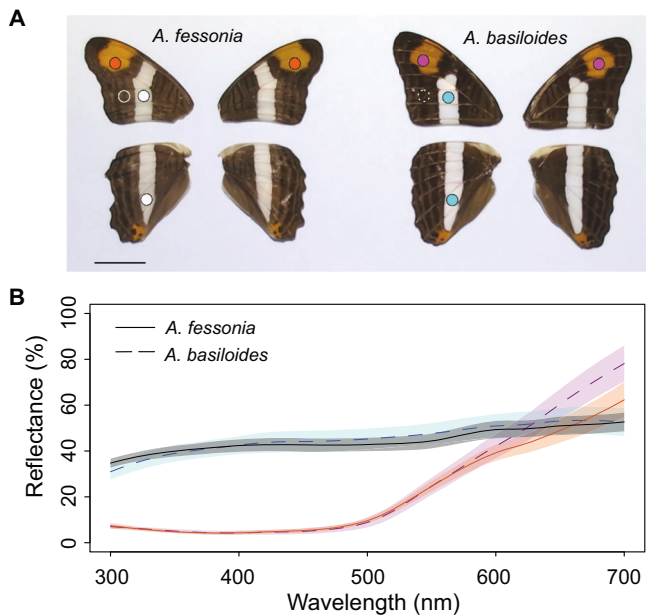 A
A. fessonia
A. basiloides
B
A. fessonia
A. basiloides
Reflectance (%)
100
80
60
40
20
0
300 400 500 600 700
Wavelength (nm)